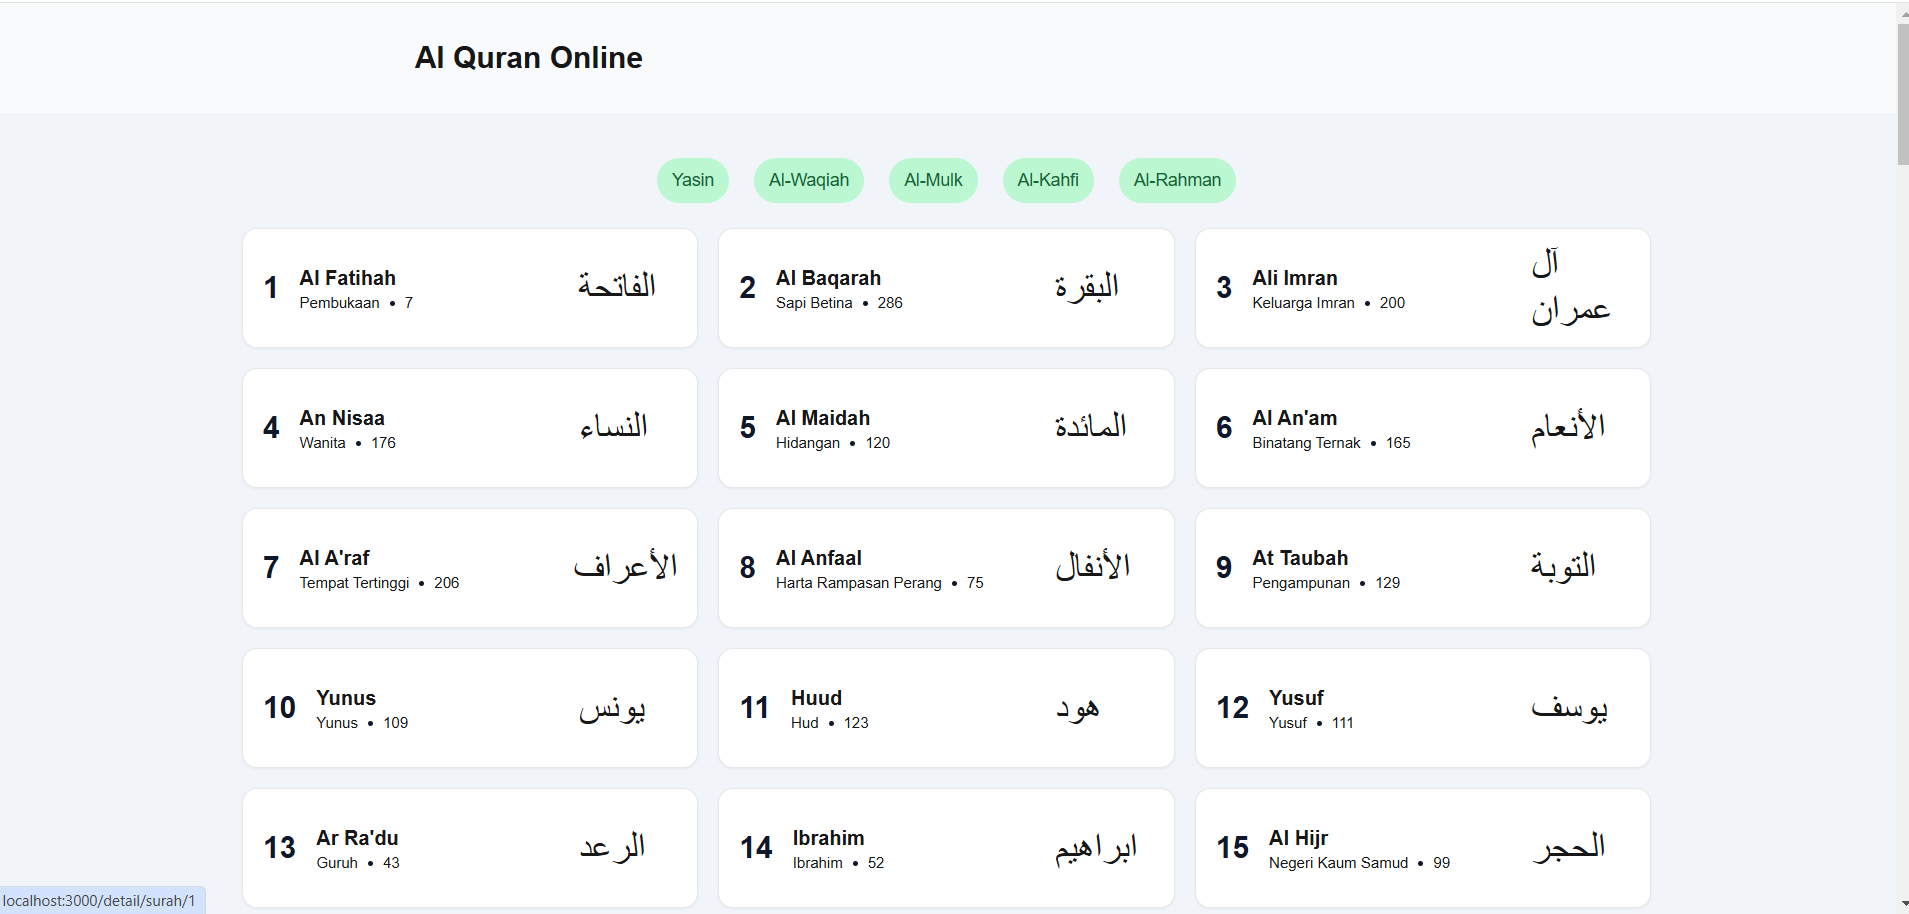 Al Quran Online
Yasin
Al-Waqiah
Al-Mulk
Al-Kahfi
Al-Rahman
1
Al Fatihah
Pembukaan • 7
الفاتحة
2
Al Baqarah
Sapi Betina • 286
البقرة
3
Ali Imran
Keluarga Imran • 200
آل
عمران
4
An Nisaa
Wanita • 176
النساء
5
Al Maidah
Hidangan • 120
المائدة
6
Al An'am
Binatang Ternak • 165
الأنعام
7
Al A'raf
Tempat Tertinggi • 206
الأعراف
8
Al Anfaal
Harta Rampasan Perang • 75
الأنفال
9
At Taubah
Pengampunan • 129
التوبة
10
Yunus
Yunus • 109
يونس
11
Huud
Hud • 123
هود
12
Yusuf
Yusuf • 111
يوسف
13
Ar Ra'du
Guruh • 43
الرعد
14
Ibrahim
Ibrahim • 52
ابراهيم
15
Al Hijr
Negeri Kaum Samud • 99
الحجر
localhost:3000/detail/surah/1